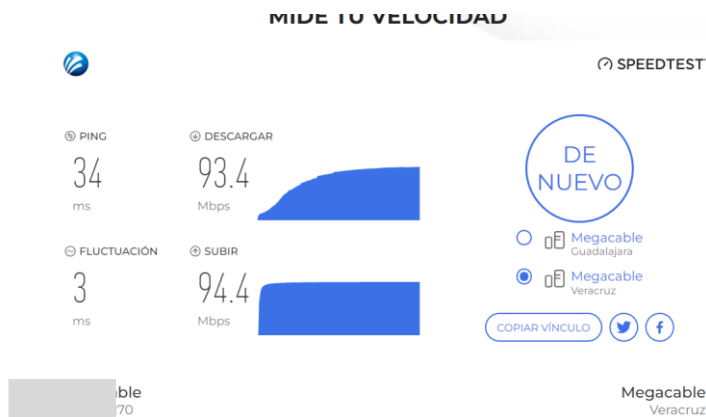 MIDE TU VELOCIDAD
SPEEDTEST
PING
34
ms
DESCARGAR
93.4
Mbps
FLUCTUACIÓN
3
ms
SUBIR
94.4
Mbps
DE
NUEVO
Megacable
Guadalajara
Megacable
Veracruz
COPIAR VÍNCULO
ble
70
Megacable
Veracruz